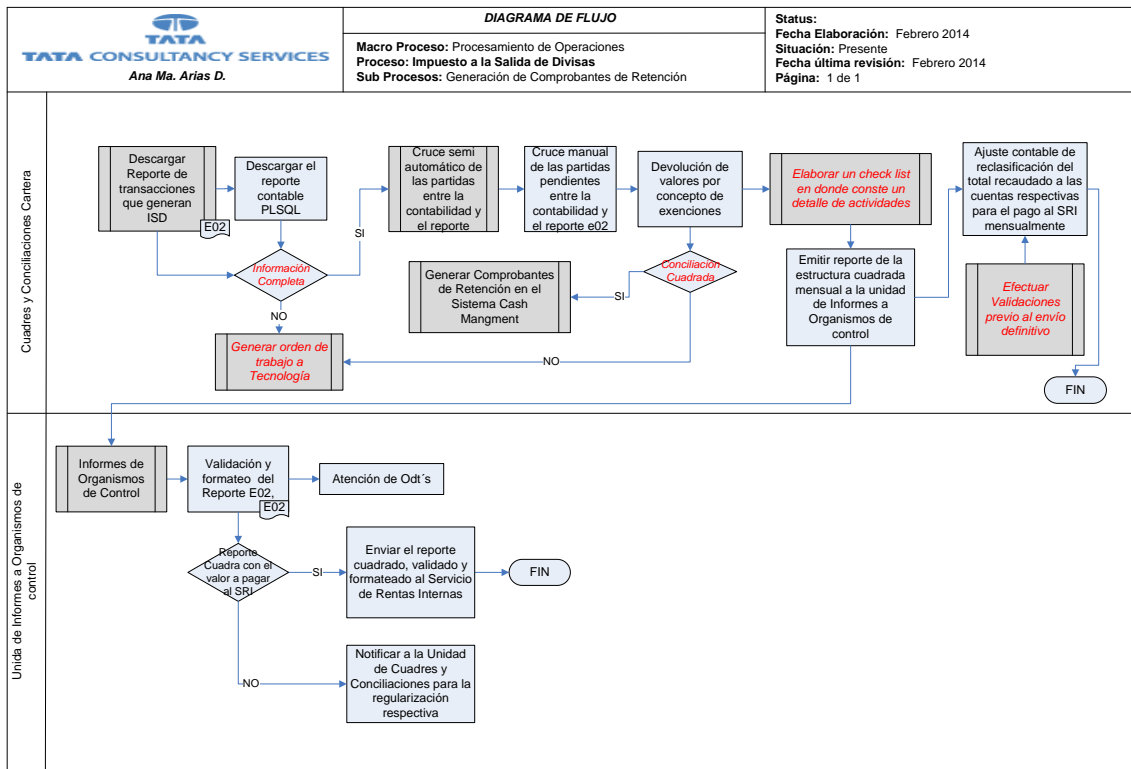 TATA
TATA CONSULTANCY SERVICES
Ana Ma. Arias D.
DIAGRAMA DE FLUJO
Macro Proceso: Procesamiento de Operaciones
Proceso: Impuesto a la Salida de Divisas
Sub Procesos: Generación de Comprobantes de Retención
Status:
Fecha Elaboración: Febrero 2014
Situación: Presente
Fecha última revisión: Febrero 2014
Página: 1 de 1
Cuadres y Conciliaciones Cartera
Descargar
Reporte de
transacciones
que generan
ISD
E02
Descargar el
reporte
contable
PLSQL
Información
Completa
SI
NO
Generar orden de
trabajo a
Tecnología
Cruce semi
automático de
las partidas
entre la
contabilidad y
el reporte
Cruce manual
de las partidas
pendientes
entre la
contabilidad y
el reporte e02
Devolución de
valores por
concepto de
exenciones
Conciliación
Cuadrada
SI
NO
Generar Comprobantes
de Retención en el
Sistema Cash
Mangment
Elaborar un check list
en donde conste un
detalle de actividades
Emitir reporte de la
estructura cuadrada
mensual a la unidad
de Informes a
Organismos de
control
Ajuste contable de
reclasificación del
total recaudado a las
cuentas respectivas
para el pago al SRI
mensualmente
Efectuar
Validaciones
previo al envío
definitivo
FIN
Unida de Informes a Organismos de
control
Informes de
Organismos
de Control
Validación y
formateo del
Reporte E02,
E02
Atención de Odt´s
Reporte
Cuadra con el
valor a pagar
al SRI
SI
Enviar el reporte
cuadrado, validado y
formateado al Servicio
de Rentas Internas
FIN
NO
Notificar a la Unidad
de Cuadres y
Conciliaciones para la
regularización
respectiva